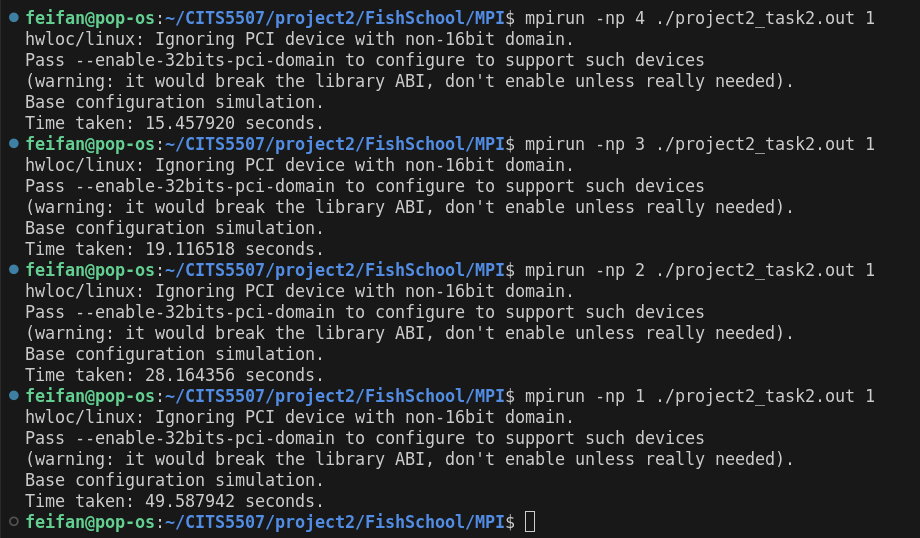 feifan@pop-os:~/CITS5507/project2/FishSchool/MPI$ mpirun -np 4 ./project2_task2.out 1
hwloc/linux: Ignoring PCI device with non-16bit domain.
Pass --enable-32bits-pci-domain to configure to support such devices
(warning: it would break the library ABI, don't enable unless really needed).
Base configuration simulation.
Time taken: 15.457920 seconds.
feifan@pop-os:~/CITS5507/project2/FishSchool/MPI$ mpirun -np 3 ./project2_task2.out 1
hwloc/linux: Ignoring PCI device with non-16bit domain.
Pass --enable-32bits-pci-domain to configure to support such devices
(warning: it would break the library ABI, don't enable unless really needed).
Base configuration simulation.
Time taken: 19.116518 seconds.
feifan@pop-os:~/CITS5507/project2/FishSchool/MPI$ mpirun -np 2 ./project2_task2.out 1
hwloc/linux: Ignoring PCI device with non-16bit domain.
Pass --enable-32bits-pci-domain to configure to support such devices
(warning: it would break the library ABI, don't enable unless really needed).
Base configuration simulation.
Time taken: 28.164356 seconds.
feifan@pop-os:~/CITS5507/project2/FishSchool/MPI$ mpirun -np 1 ./project2_task2.out 1
hwloc/linux: Ignoring PCI device with non-16bit domain.
Pass --enable-32bits-pci-domain to configure to support such devices
(warning: it would break the library ABI, don't enable unless really needed).
Base configuration simulation.
Time taken: 49.587942 seconds.
feifan@pop-os:~/CITS5507/project2/FishSchool/MPI$